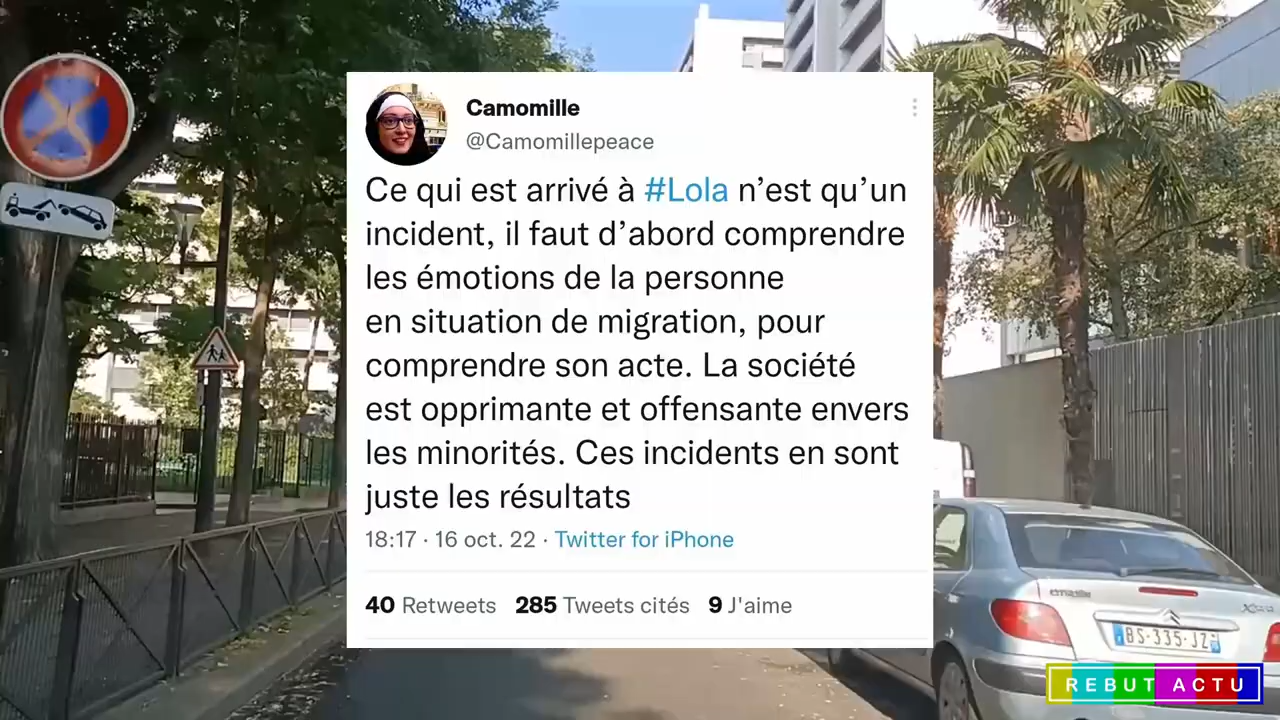 Camomille
@Camomillepeace
Ce qui est arrivé à #Lola n’est qu’un
incident, il faut d’abord comprendre
les émotions de la personne
en situation de migration, pour
comprendre son acte. La société
est opprimante et offensante envers
les minorités. Ces incidents en sont
juste les résultats
18:17 · 16 oct. 22 · Twitter for iPhone
40 Retweets 285 Tweets cités 9 J'aime
BS-335-JZ
REBUT ACTU